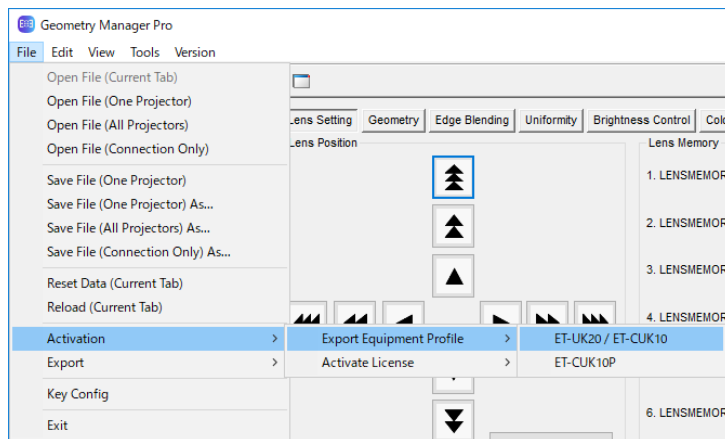 Geometry Manager Pro
File Edit View Tools Version
Open File (Current Tab)
Open File (One Projector)
Open File (All Projectors)
Open File (Connection Only)
Save File (One Projector)
Save File (One Projector) As...
Save File (All Projectors) As...
Save File (Connection Only) As...
Reset Data (Current Tab)
Reload (Current Tab)
Activation
Export
Key Config
Exit
Export Equipment Profile
Activate License
ET-UK20 / ET-CUK10
ET-CUK10P
Lens Setting Geometry Edge Blending Uniformity Brightness Control
Lens Position
Lens Memory
1. LENSMEMOR
2. LENSMEMOR
3. LENSMEMOR
4. LENSMEMOR
6. LENSMEMOR